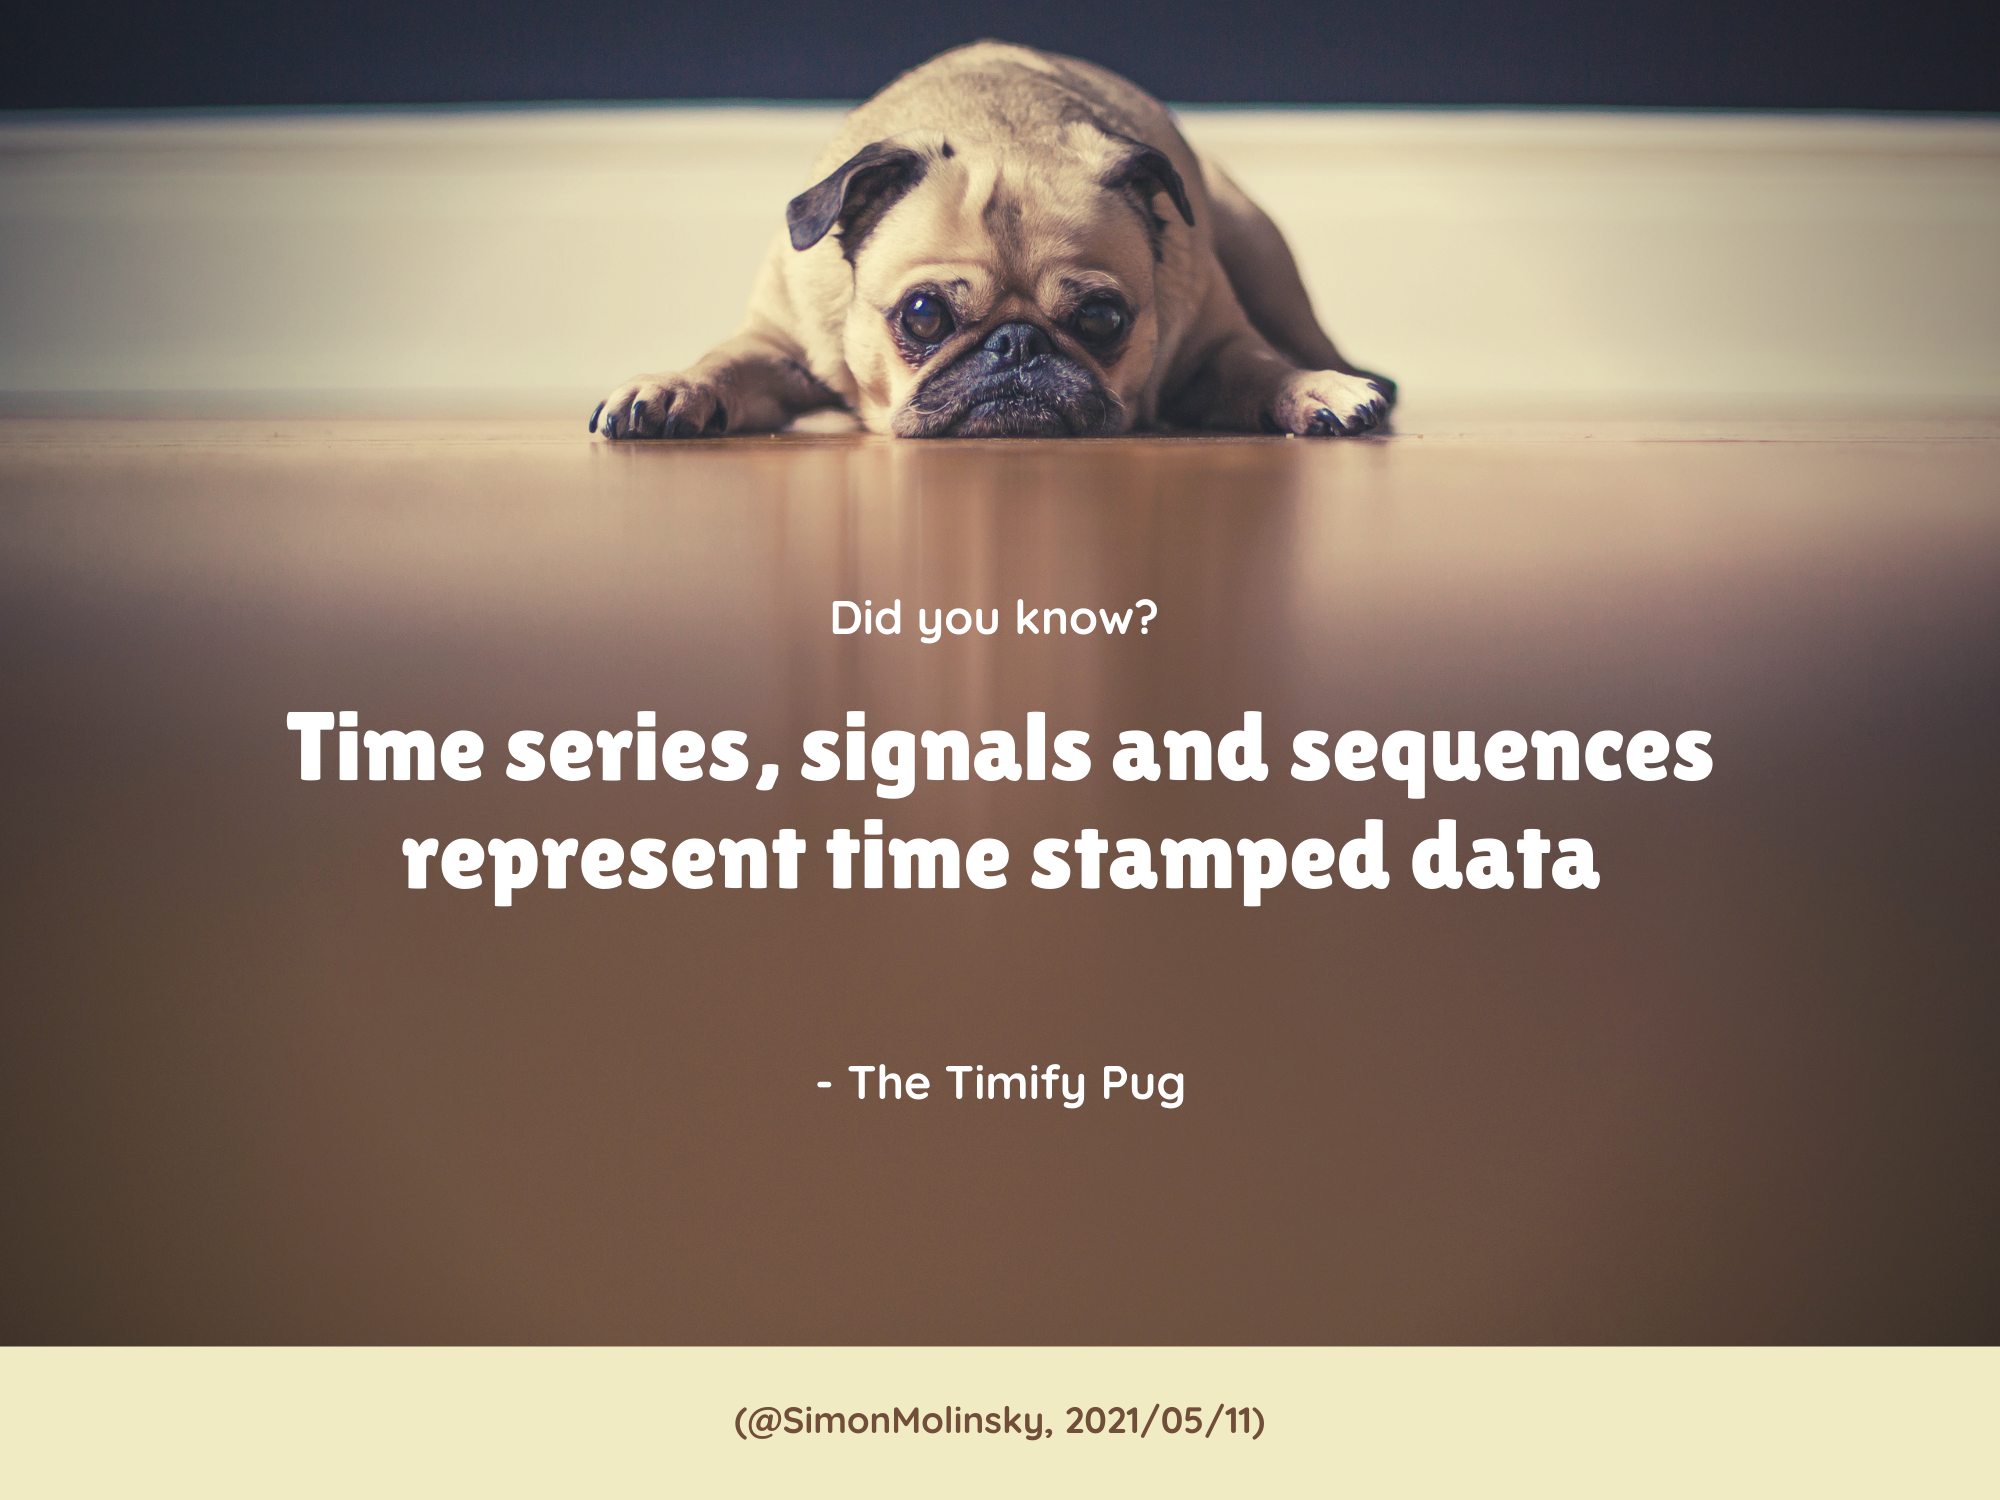 Did you know?
Time series, signals and sequences
represent time stamped data
- The Timify Pug
(@SimonMolinsky, 2021/05/11)